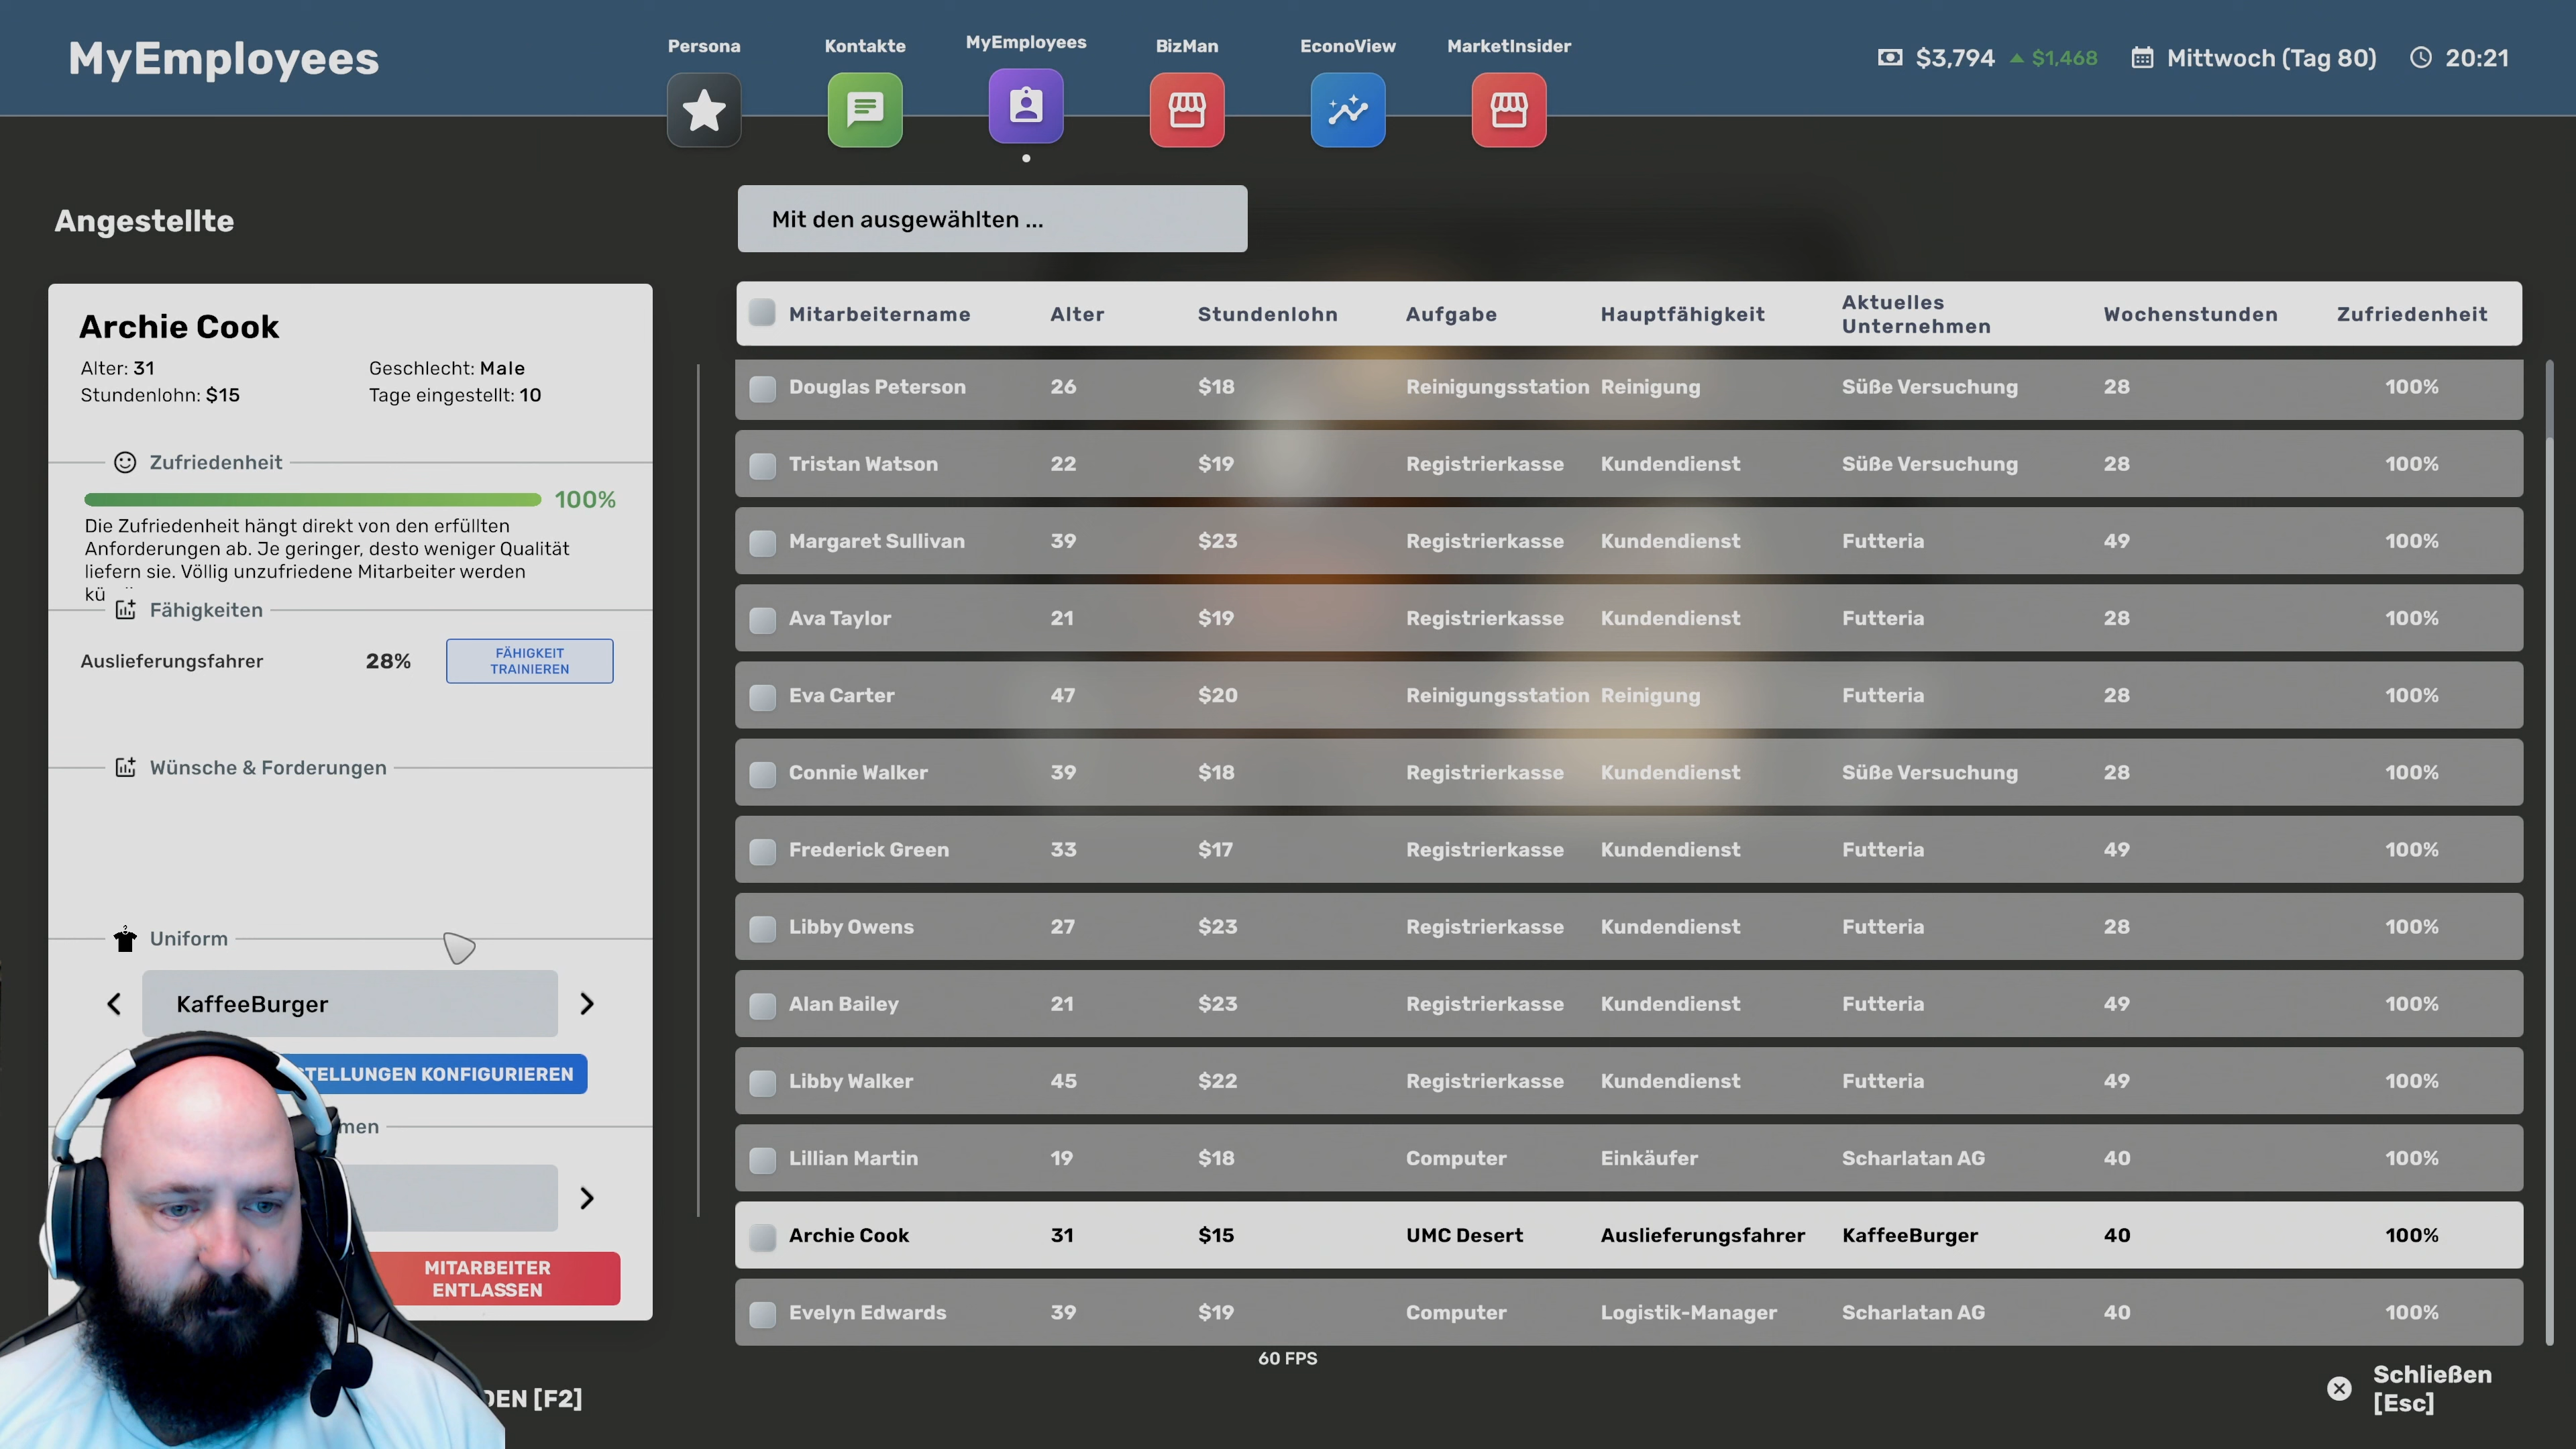 MyEmployees
Persona
Kontakte
MyEmployees
BizMan
EconoView
MarketInsider
$3,794 $1,468 Mittwoch (Tag 80) 20:21
Angestellte
Mit den ausgewählten ...
Archie Cook
Alter: 31 Geschlecht: Male
Stundenlohn: $15 Tage eingestellt: 10
Zufriedenheit
100%
Die Zufriedenheit hängt direkt von den erfüllten
Anforderungen ab. Je geringer, desto weniger Qualität
liefern sie. Völlig unzufriedene Mitarbeiter werden
Fähigkeiten
Auslieferungsfahrer 28% FÄHIGKEIT
TRAINIEREN
Wünsche & Forderungen
Uniform
KaffeeBurger
KONFIGURIEREN
MITARBEITER
ENTLASSEN
[F2]
Mitarbeitername Alter Stundenlohn Aufgabe Hauptfähigkeit Aktuelles
Unternehmen Wochenstunden Zufriedenheit
Douglas Peterson 26 $18 Reinigungsstation Reinigung Süße Versuchung 28 100%
Tristan Watson 22 $19 Registrierkasse Kundendienst Süße Versuchung 28 100%
Margaret Sullivan 39 $23 Registrierkasse Kundendienst Futteria 49 100%
Ava Taylor 21 $19 Registrierkasse Kundendienst Futteria 28 100%
Eva Carter 47 $20 Reinigungsstation Reinigung Futteria 28 100%
Connie Walker 39 $18 Registrierkasse Kundendienst Süße Versuchung 28 100%
Frederick Green 33 $17 Registrierkasse Kundendienst Futteria 49 100%
Libby Owens 27 $23 Registrierkasse Kundendienst Futteria 28 100%
Alan Bailey 21 $23 Registrierkasse Kundendienst Futteria 49 100%
Libby Walker 45 $22 Registrierkasse Kundendienst Futteria 49 100%
Lillian Martin 19 $18 Computer Einkäufer Scharlatan AG 40 100%
Archie Cook 31 $15 UMC Desert Auslieferungsfahrer KaffeeBurger 40 100%
Evelyn Edwards 39 $19 Computer Logistik-Manager Scharlatan AG 40 100%
60 FPS
Schließen
[Esc]